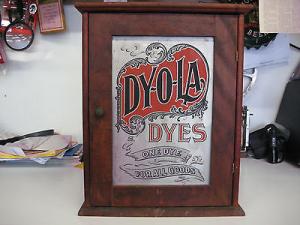 DY-O-LA
DYES
ONE DYE
FOR ALL GOODS